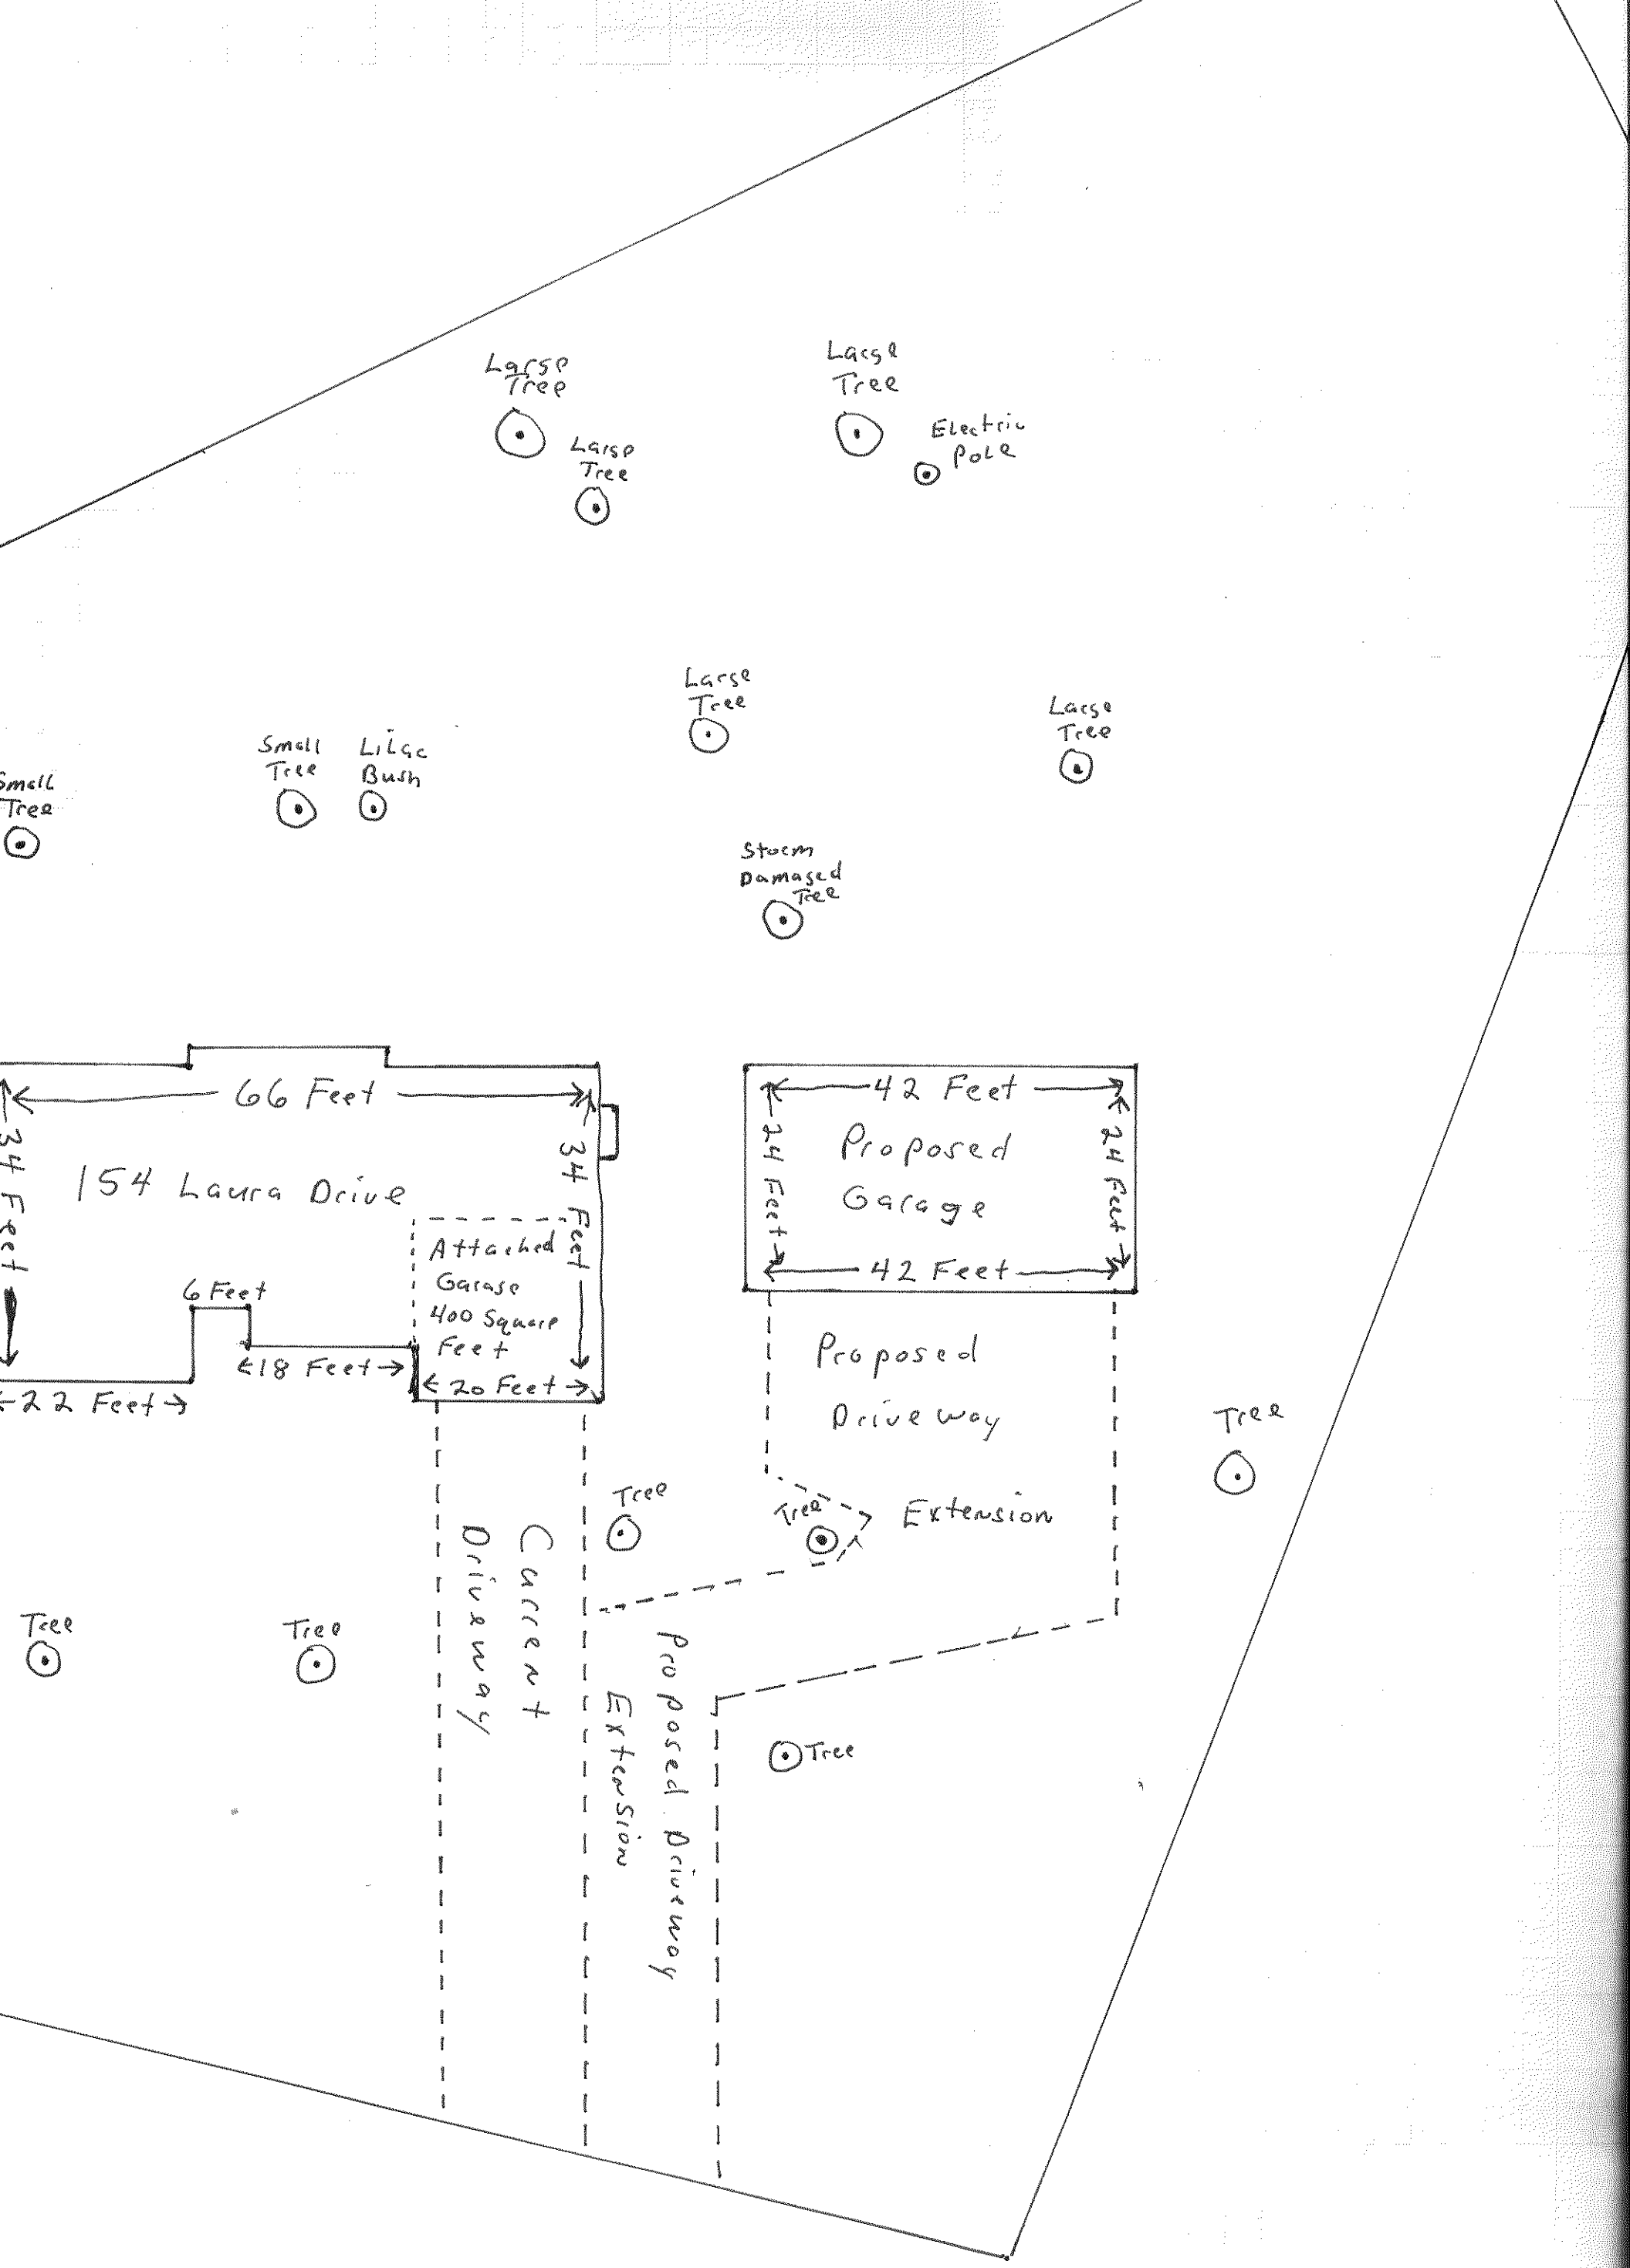 Large
Tree
Large
Tree
Large
Tree
Electric
Pole
Large
Tree
Large
Tree
Small
Tree
Lilac
Bush
Small
Tree
Storm
Damaged
Tree
66 Feet
34 Feet
34 Feet
154 Laura Drive
Attached
Garage
400 Square
Feet
6 Feet
18 Feet
20 Feet
22 Feet
42 Feet
24 Feet
24 Feet
Proposed
Garage
42 Feet
Proposed
Driveway
Extension
Tree
Tree
Tree
Current
Driveway
Tree
Tree
Proposed Driveway
Extension
Tree